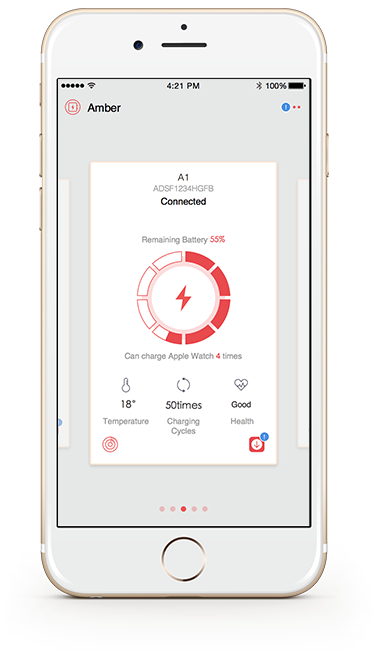 4:21 PM
100%
Amber
1
A1
ADSF1234HGFB
Connected
Remaining Battery 55%
Can charge Apple Watch 4 times
18°
50times
Good
Temperature
Charging
Cycles
Health
1